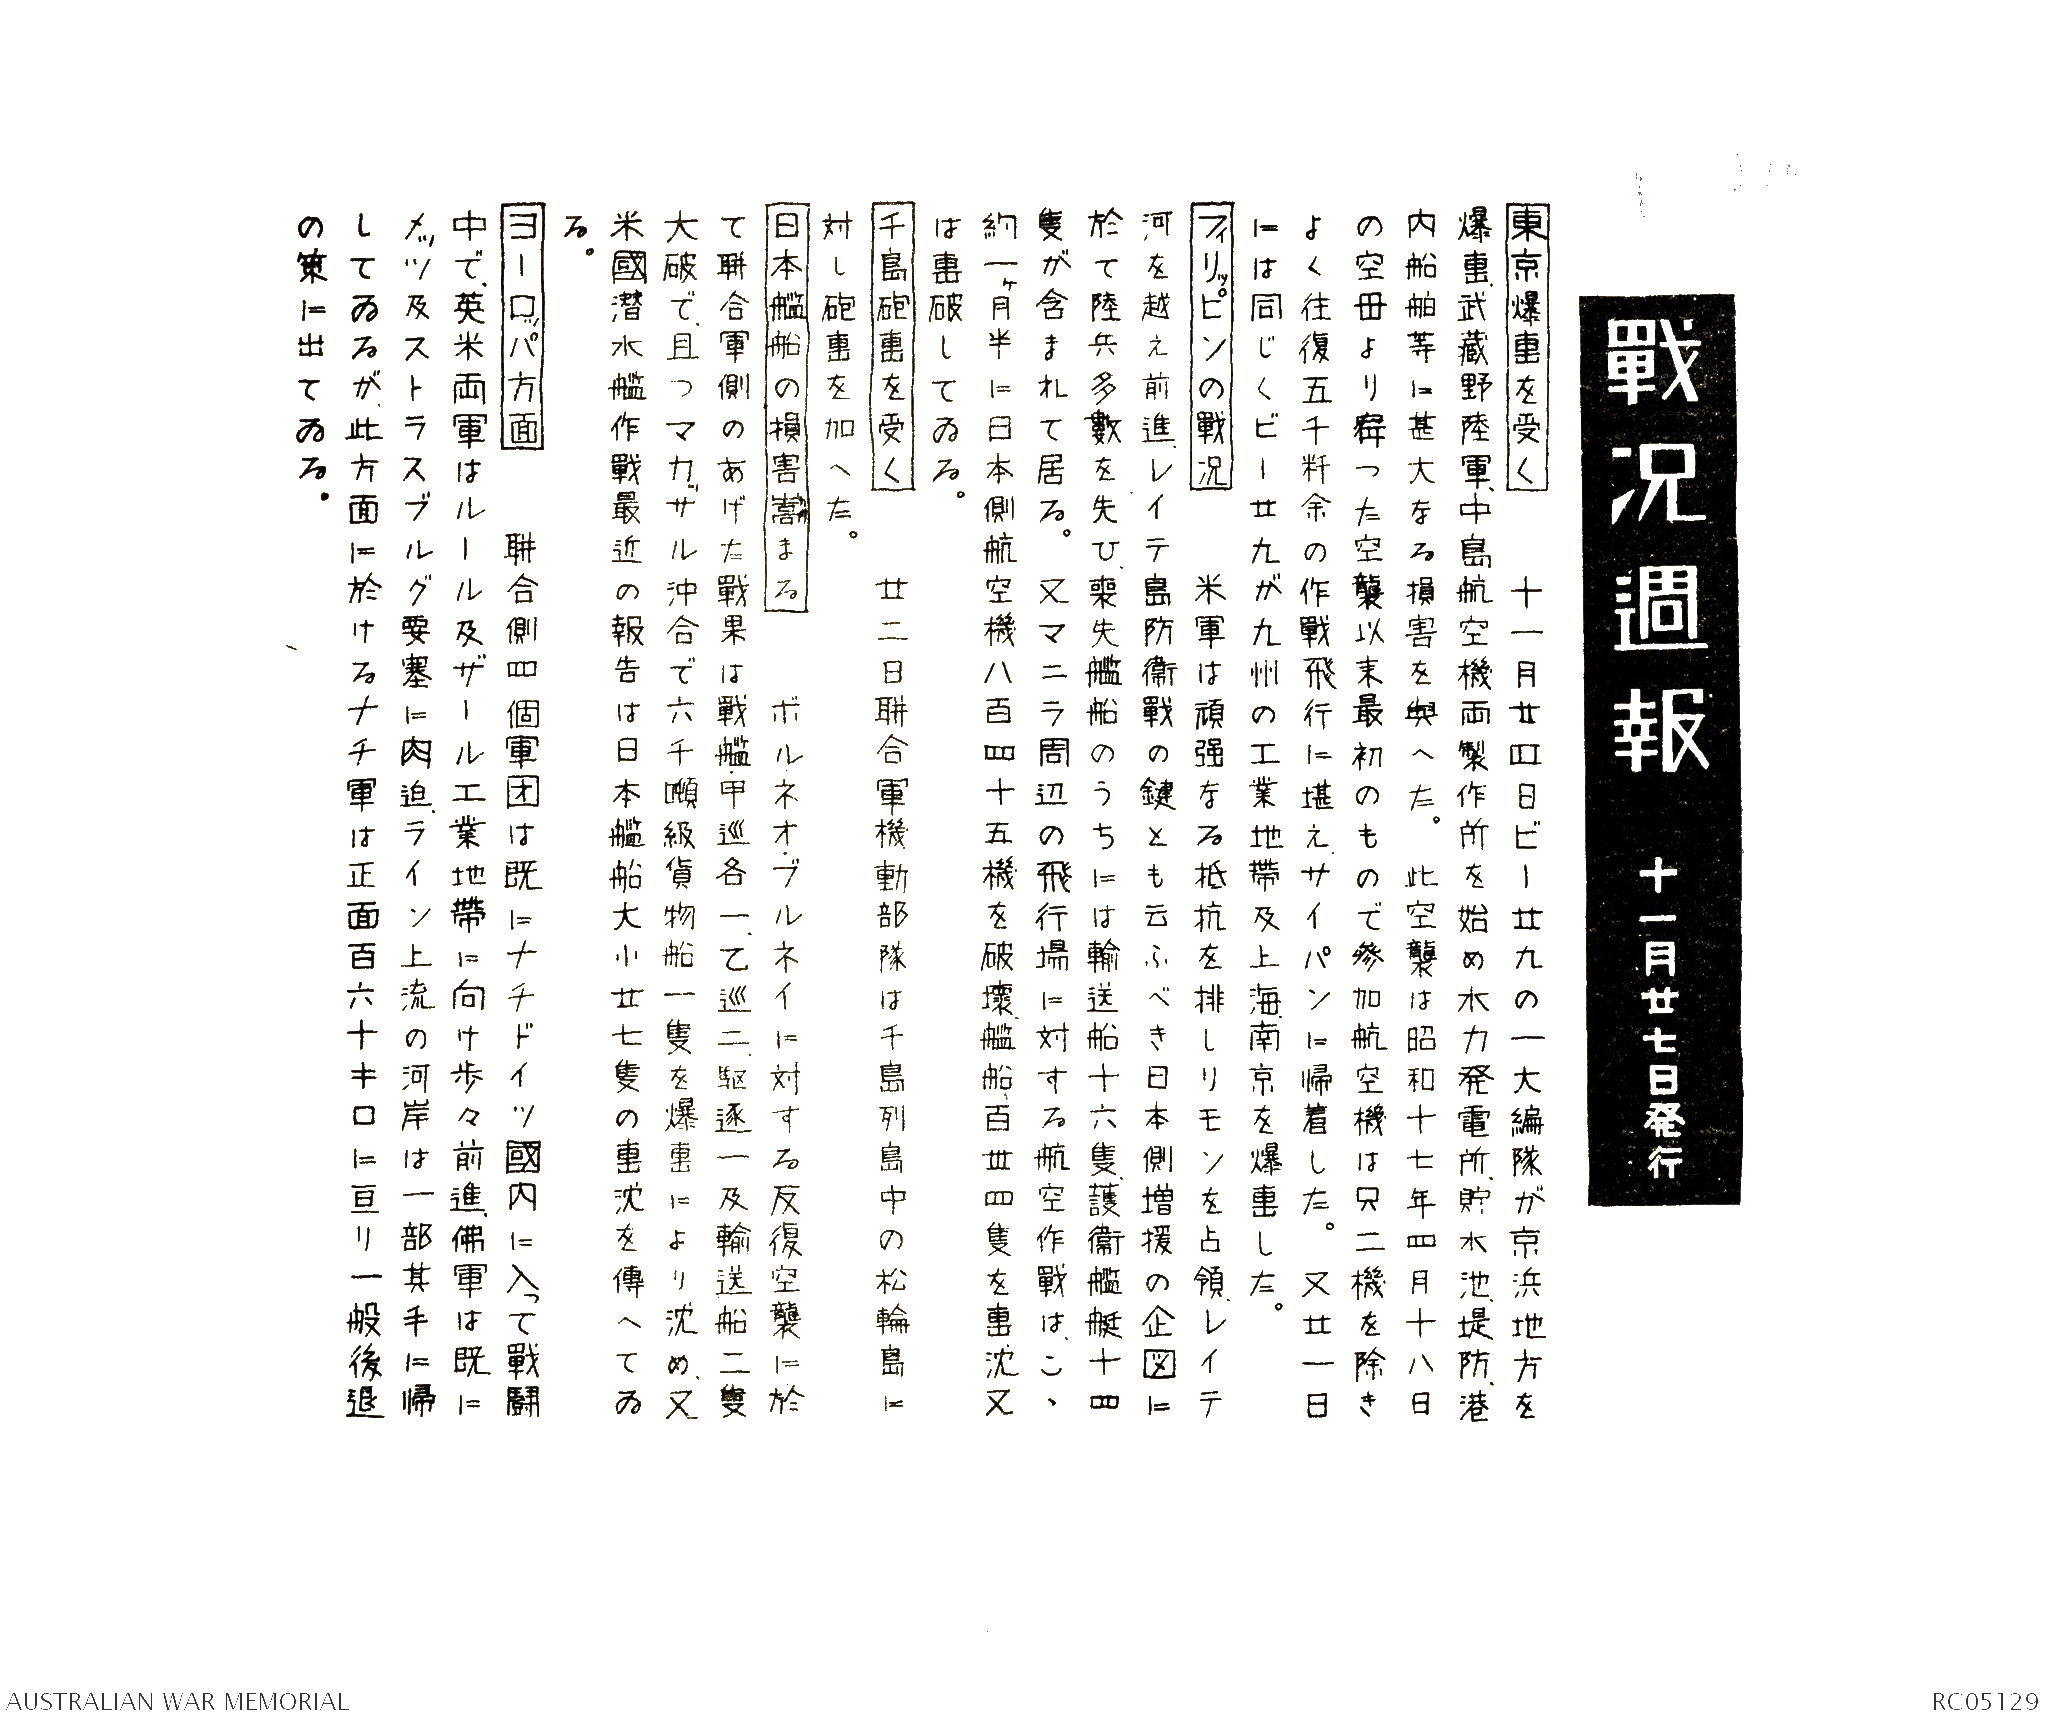 戰況週報 十一月廿七日発行
東京爆撃を受く 十一月廿四日ビー廿九の一大編隊が京浜地方を
爆撃、武蔵野陸軍、中島航空機両製作所を始め水力発電所、貯水池、堤防、港
内船舶等に甚大なる損害を與へた。 此空襲は昭和十七年四月十八日
の空母より行った空襲以来最初のもので参加航空機は只二機を除き
よく往復五千粁余の作戰飛行に堪え、サイパンに帰着した。 又廿一日
には同じくビー廿九が九州の工業地帶及上海、南京を爆撃した。
フィリッピンの戰況 米軍は頑强なる抵抗を排しリモンを占領、レイテ
河を越え前進、レイテ島防衛戰の鍵とも云ふべき日本側増援の企図に
於て陸兵多數を失ひ、喪失艦船のうちには輸送船十六隻、護衛艦艇十四
隻が含まれて居る。 又マニラ周辺の飛行場に対する航空作戰は、こゝ
約一ヶ月半に日本側航空機八百四十五機を破壊、艦船百卅四隻を撃沈又
は撃破してゐる。
千島砲撃を受く 廿二日聨合軍機動部隊は千島列島中の松輪島に
対し砲撃を加へた。
日本艦船の損害嵩まる ボルネオ・ブルネイに対する反復空襲に於
て聨合軍側のあげた戰果は戰艦・甲巡各一、乙巡二、駆逐一及輸送船二隻
大破で、且つマカザル沖合で六千噸級貨物船一隻を爆撃により沈め、又
米國潜水艦作戰最近の報告は日本艦船大小廿七隻の撃沈を傳へてゐ
る。
ヨーロッパ方面 聨合側四個軍団は既にナチドイツ國内に入って戰闘
中で、英米両軍はルール及ザール工業地帶に向け歩々前進、佛軍は既に
メッツ及ストラスブルグ要塞に肉迫、ライン上流の河岸は一部其手に帰
してゐるが、此方面に於けるナチ軍は正面百六十キロに亘り一般後退
の策に出てゐる。
AUSTRALIAN WAR MEMORIAL
RC05129